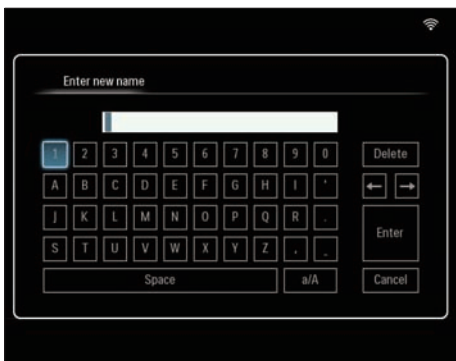 Enter new name
1 2 3 4 5 6 7 8 9 0 Delete
A B C D E F G H I ' ← →
J K L M N O P Q R . Enter
S T U V W X Y Z , _
Space a/A Cancel